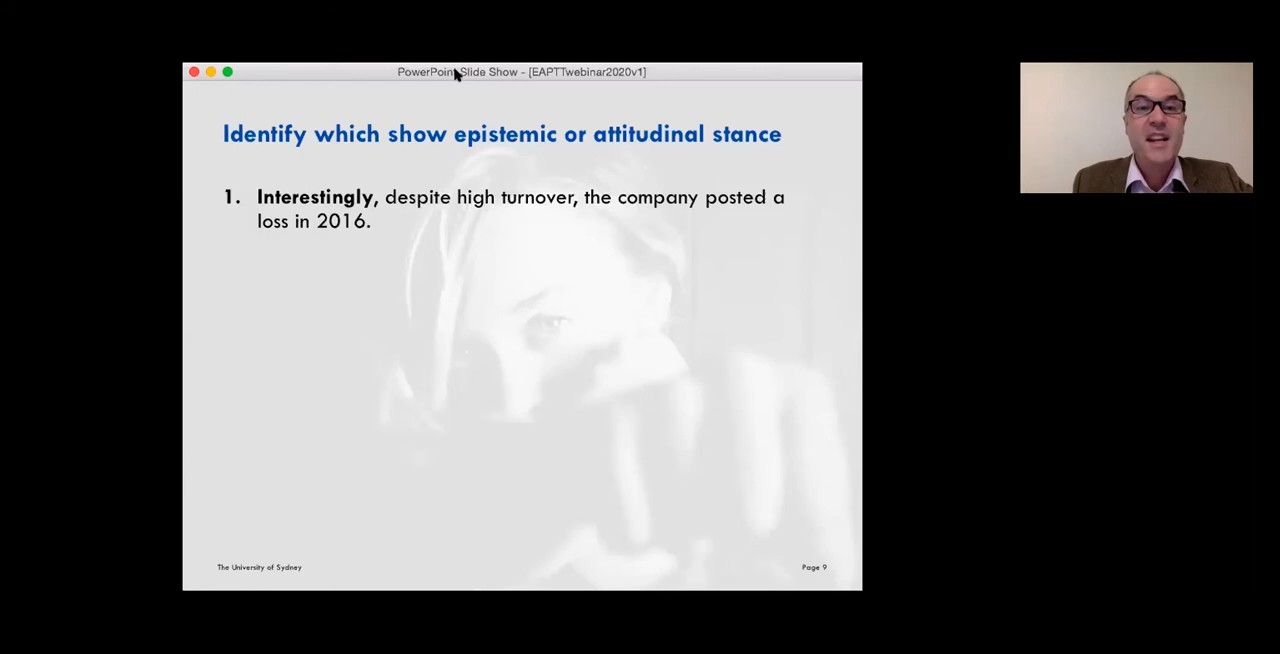 PowerPoint Slide Show - [EAPTTwebinar2020v1]
Identify which show epistemic or attitudinal stance
1. Interestingly, despite high turnover, the company posted a
loss in 2016.
The University of Sydney
Page 9